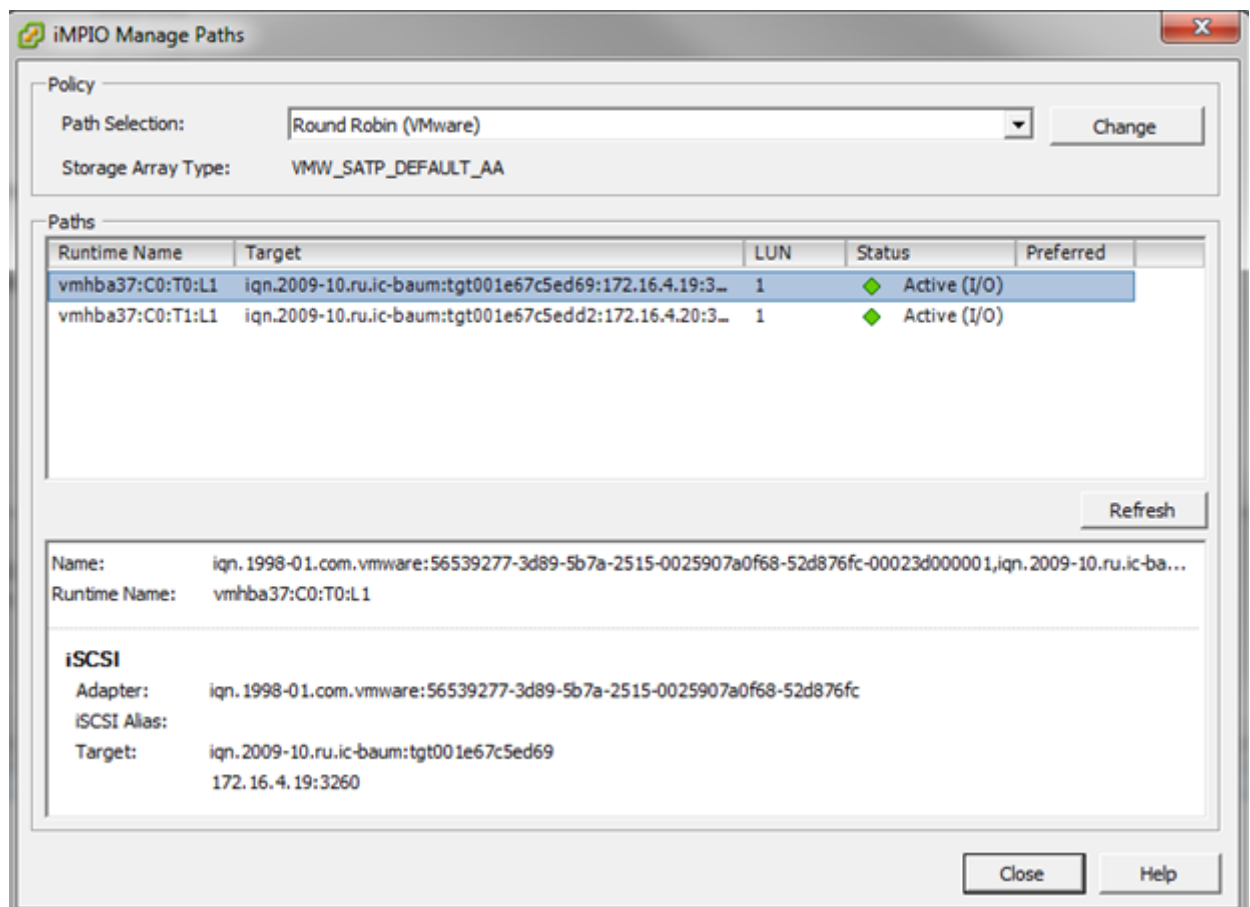 iMPIO Manage Paths
Policy
Path Selection: Round Robin (VMware) Change
Storage Array Type: VMW_SATP_DEFAULT_AA
Paths
Runtime Name Target LUN Status Preferred
vmhba37:C0:T0:L1 iqn.2009-10.ru.ic-baum:tgt001e67c5ed69:172.16.4.19:3... 1 Active (I/O)
vmhba37:C0:T1:L1 iqn.2009-10.ru.ic-baum:tgt001e67c5edd2:172.16.4.20:3... 1 Active (I/O)
Refresh
Name: iqn.1998-01.com.vmware:56539277-3d89-5b7a-2515-0025907a0f68-52d876fc-00023d000001,iqn.2009-10.ru.ic-ba...
Runtime Name: vmhba37:C0:T0:L1
iSCSI
Adapter: iqn.1998-01.com.vmware:56539277-3d89-5b7a-2515-0025907a0f68-52d876fc
iSCSI Alias:
Target: iqn.2009-10.ru.ic-baum:tgt001e67c5ed69
172.16.4.19:3260
Close Help